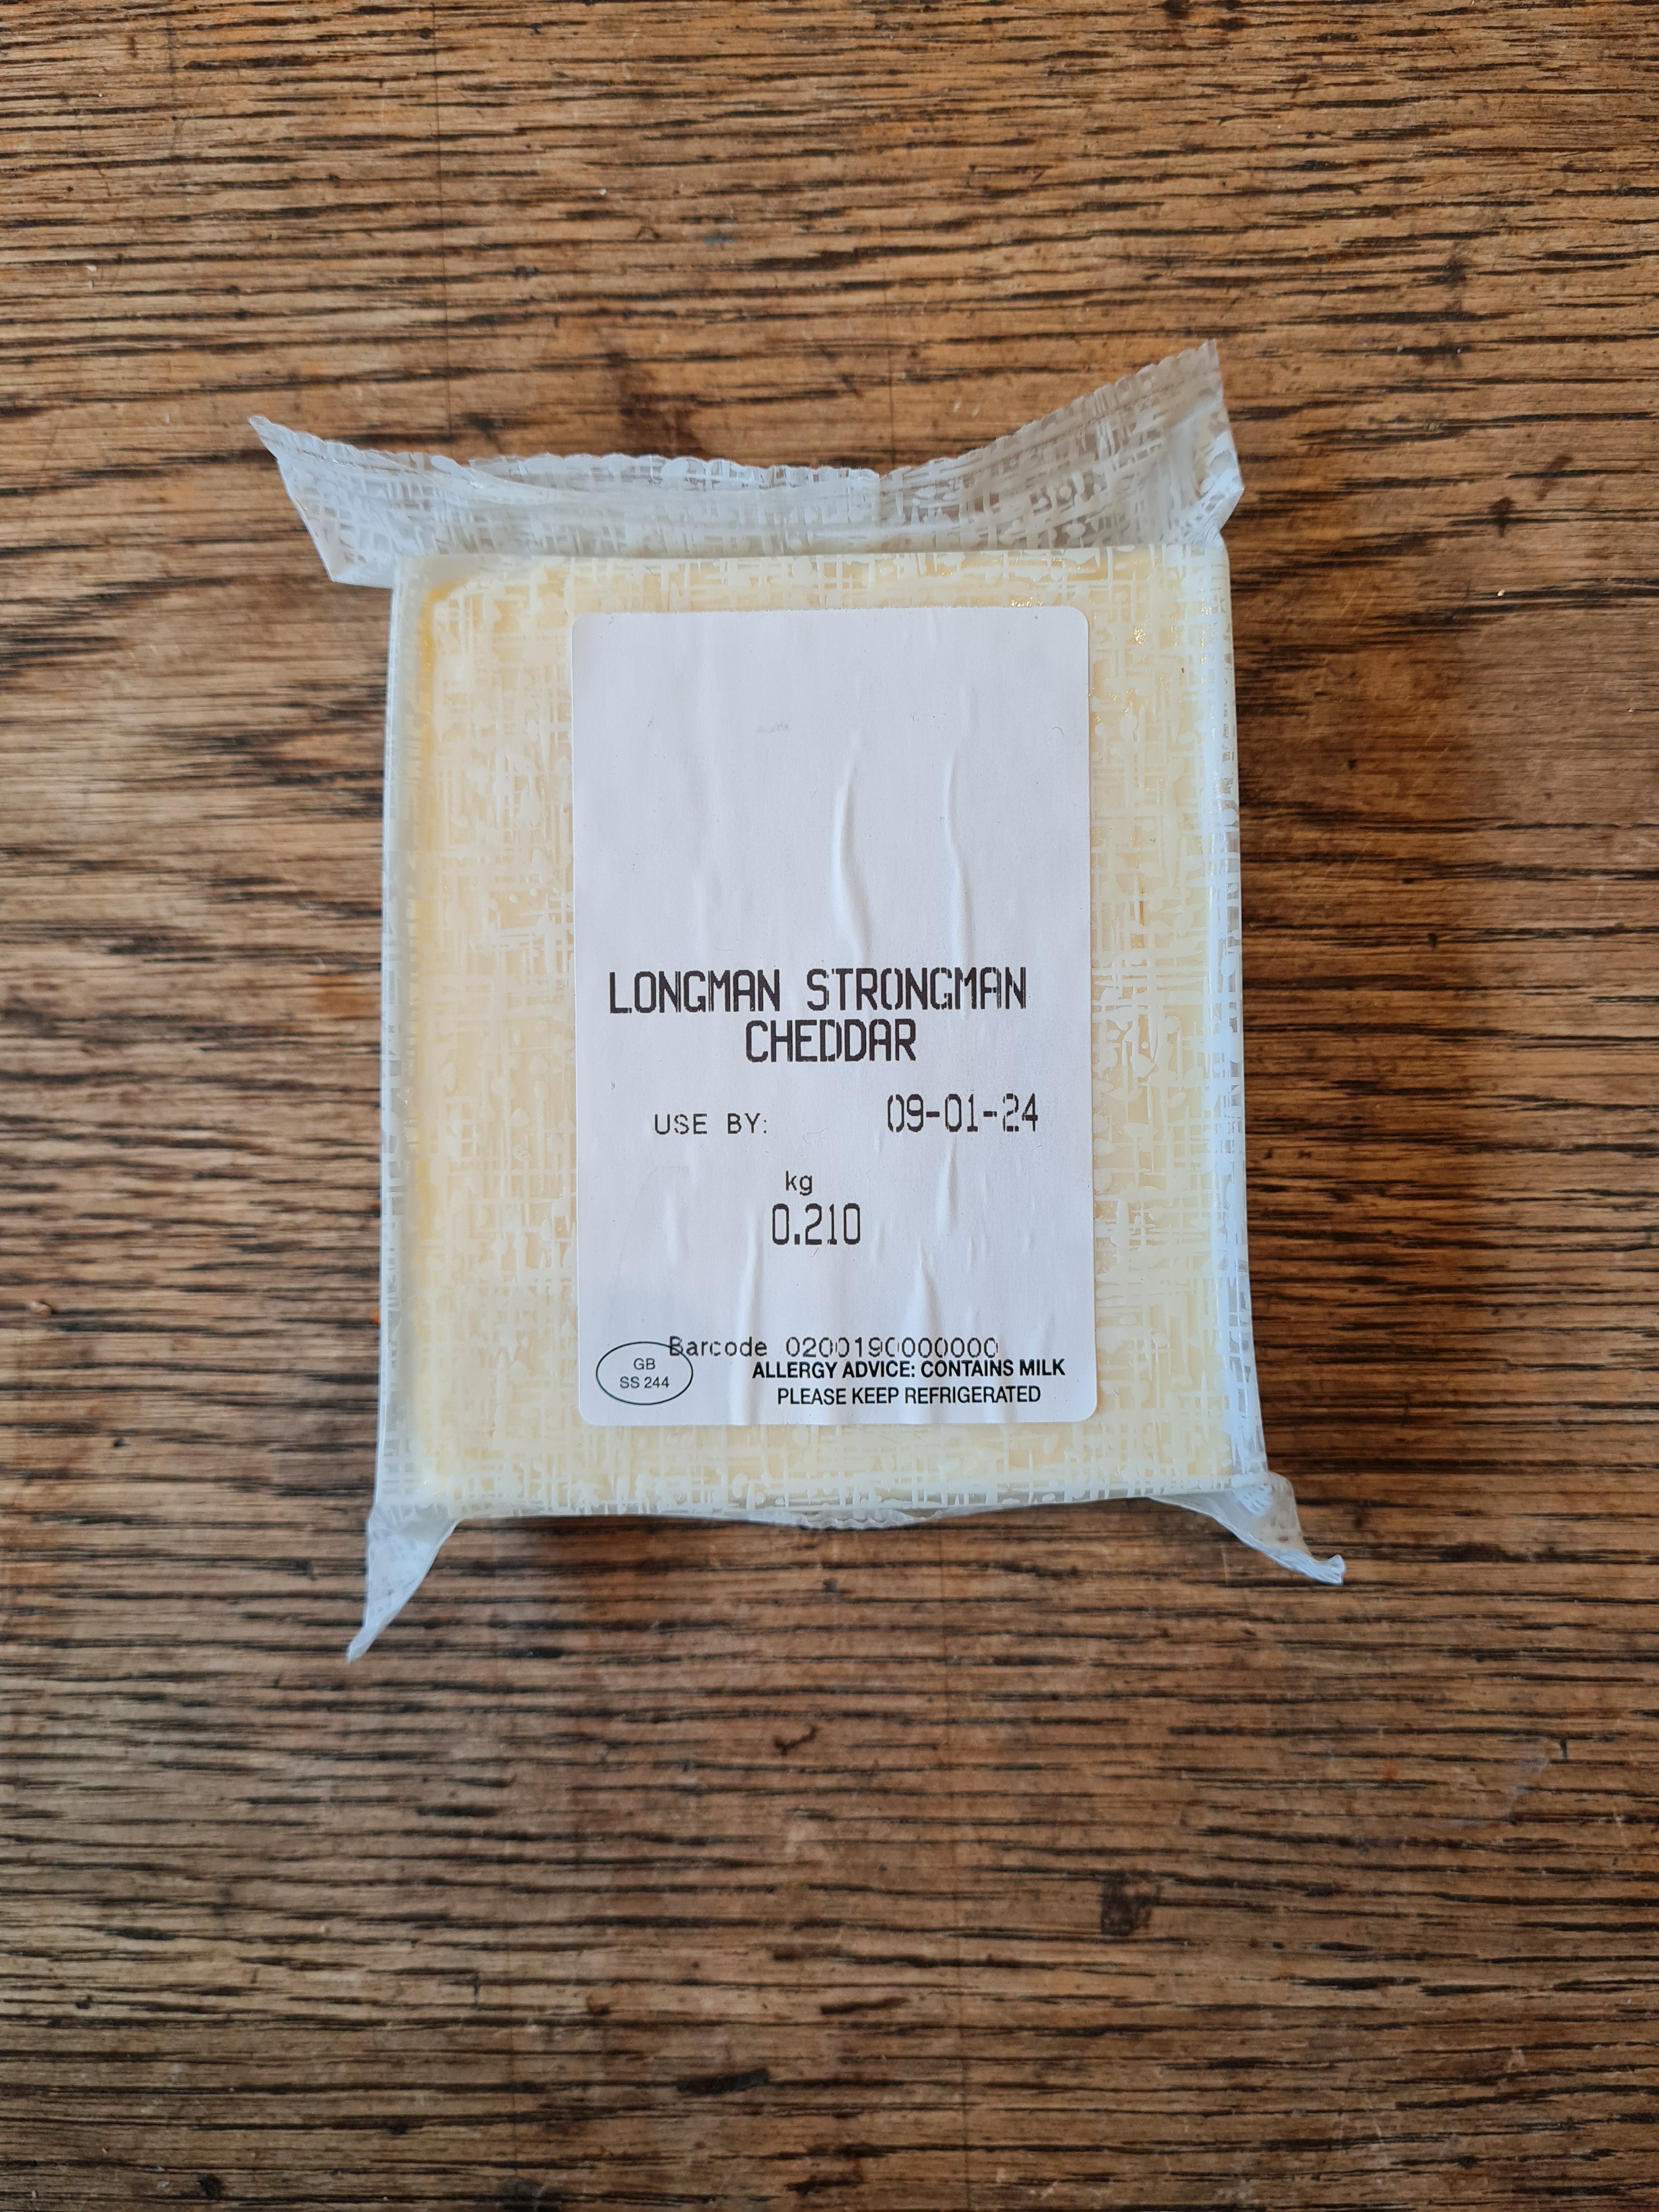 LONGMAN STRONGMAN
CHEDDAR
USE BY: 09-01-24
kg
0.210
Barcode 0200190000000
GB
SS 244
ALLERGY ADVICE: CONTAINS MILK
PLEASE KEEP REFRIGERATED